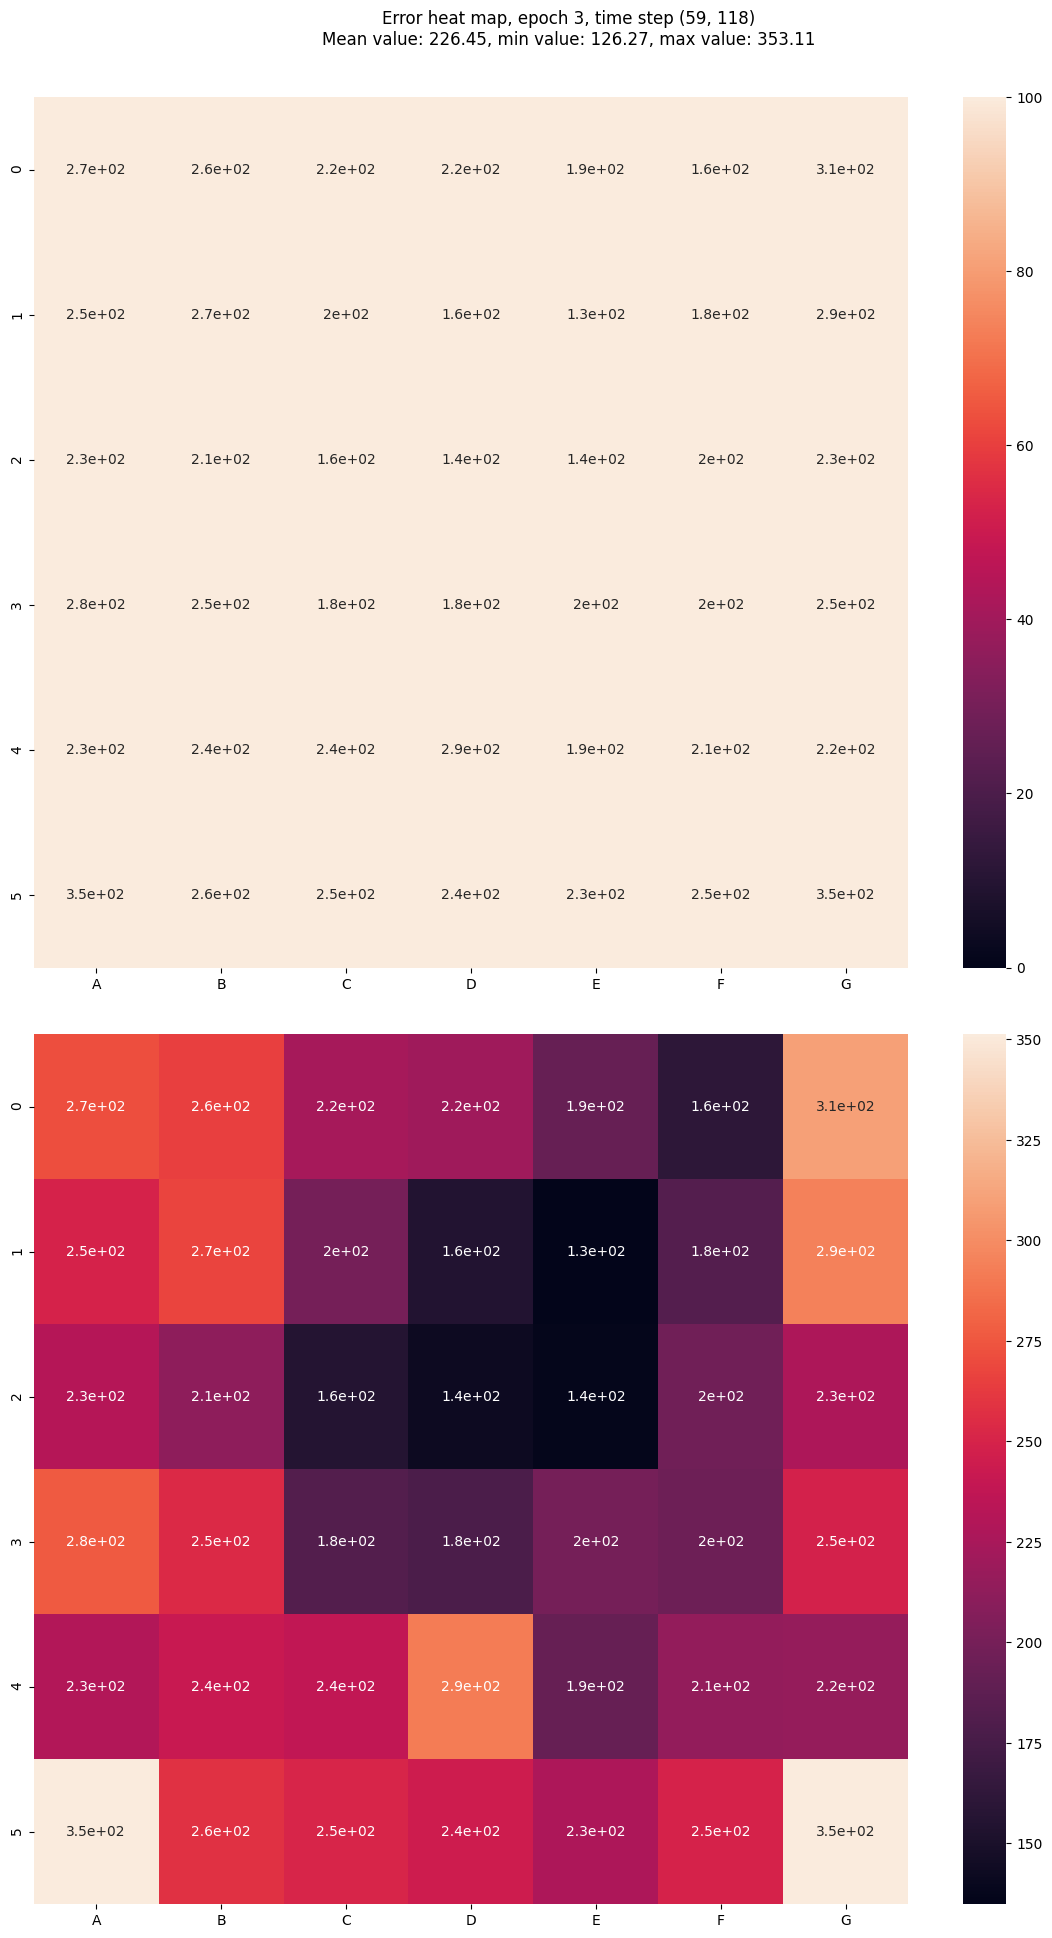 Error heat map, epoch 3, time step (59, 118)
Mean value: 226.45, min value: 126.27, max value: 353.11
100
0 2.7e+02 2.6e+02 2.2e+02 2.2e+02 1.9e+02 1.6e+02 3.1e+02
80
1 2.5e+02 2.7e+02 2e+02 1.6e+02 1.3e+02 1.8e+02 2.9e+02
60
2 2.3e+02 2.1e+02 1.6e+02 1.4e+02 1.4e+02 2e+02 2.3e+02
3 2.8e+02 2.5e+02 1.8e+02 1.8e+02 2e+02 2e+02 2.5e+02
40
4 2.3e+02 2.4e+02 2.4e+02 2.9e+02 1.9e+02 2.1e+02 2.2e+02
20
5 3.5e+02 2.6e+02 2.5e+02 2.4e+02 2.3e+02 2.5e+02 3.5e+02
0
A B C D E F G
350
0 2.7e+02 2.6e+02 2.2e+02 2.2e+02 1.9e+02 1.6e+02 3.1e+02
325
300
1 2.5e+02 2.7e+02 2e+02 1.6e+02 1.3e+02 1.8e+02 2.9e+02
275
2 2.3e+02 2.1e+02 1.6e+02 1.4e+02 1.4e+02 2e+02 2.3e+02
250
3 2.8e+02 2.5e+02 1.8e+02 1.8e+02 2e+02 2e+02 2.5e+02
225
200
4 2.3e+02 2.4e+02 2.4e+02 2.9e+02 1.9e+02 2.1e+02 2.2e+02
175
5 3.5e+02 2.6e+02 2.5e+02 2.4e+02 2.3e+02 2.5e+02 3.5e+02
150
A B C D E F G